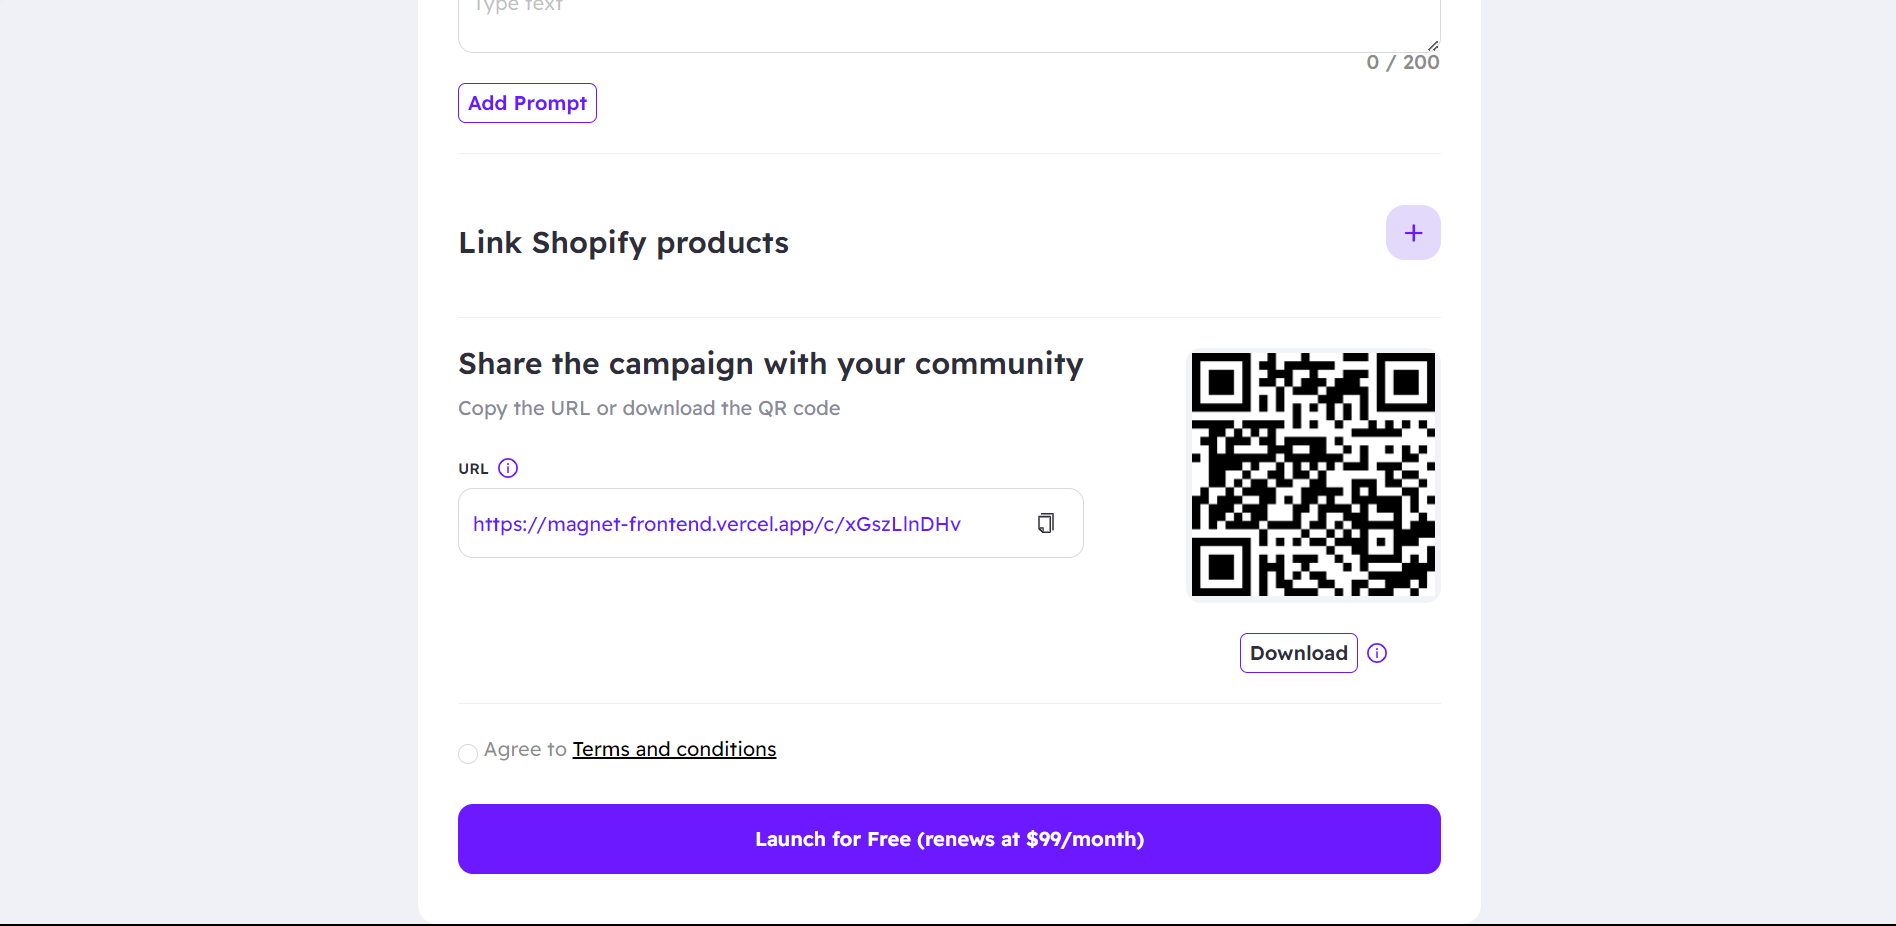 Type text
0 / 200
Add Prompt
Link Shopify products
+
Share the campaign with your community
Copy the URL or download the QR code
URL
https://magnet-frontend.vercel.app/c/xGszLlnDHv
Download
Agree to Terms and conditions
Launch for Free (renews at $99/month)